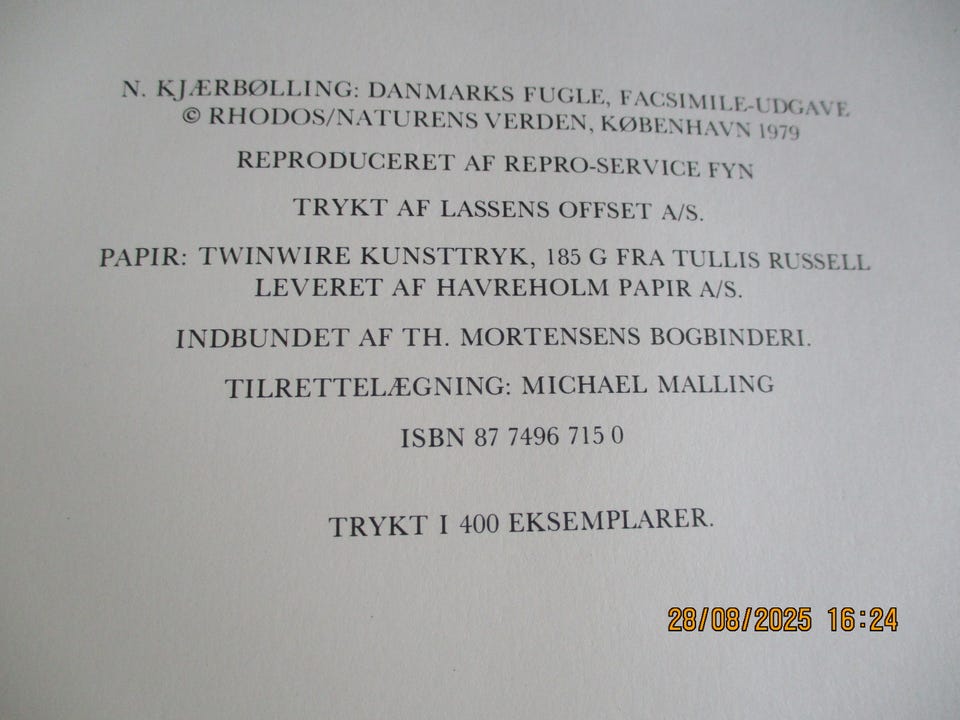 N. KJÆRBØLLING: DANMARKS FUGLE, FACSIMILE-UDGAVE
© RHODOS/NATURENS VERDEN, KØBENHAVN 1979
REPRODUCERET AF REPRO-SERVICE FYN
TRYKT AF LASSENS OFFSET A/S.
PAPIR: TWINWIRE KUNSTTRYK, 185 G FRA TULLIS RUSSELL
LEVERET AF HAVREHOLM PAPIR A/S.
INDBUNDET AF TH. MORTENSENS BOGBINDERI.
TILRETTELÆGNING: MICHAEL MALLING
ISBN 87 7496 715 0
TRYKT I 400 EKSEMPLARER.
28/08/2025 16:24